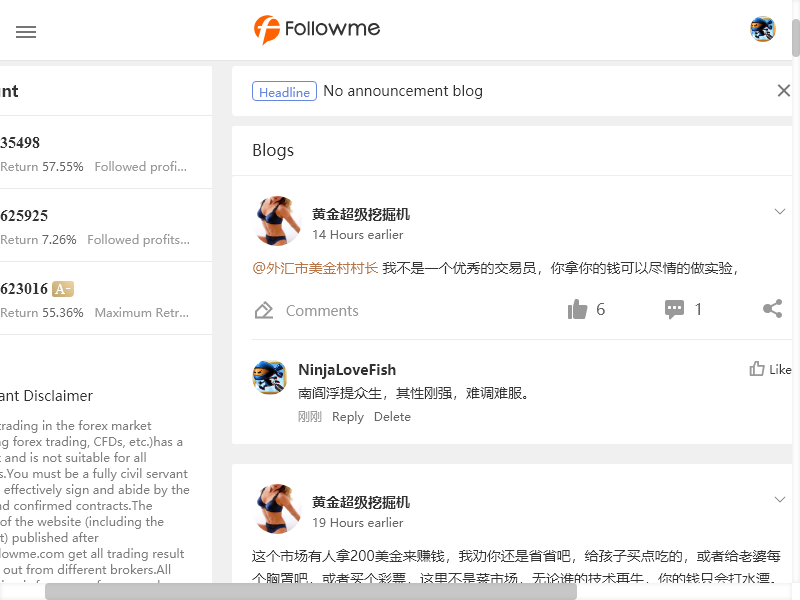 Followme
nt
35498
Return 57.55% Followed profi...
625925
Return 7.26% Followed profits...
623016 A-
Return 55.36% Maximum Retr...
ant Disclaimer
trading in the forex market
g forex trading, CFDs, etc.)has a
and is not suitable for all
s.You must be a fully civil servant
effectively sign and abide by the
nd confirmed contracts.The
of the website (including the
t) published after
lowme.com get all trading result
out from different brokers.All
Headline No announcement blog
Blogs
黄金超级挖掘机
14 Hours earlier
@外汇市美金村村长 我不是一个优秀的交易员，你拿你的钱可以尽情的做实验，
Comments 6 1
NinjaLoveFish Like
南阎浮提众生，其性刚强，难调难服。
刚刚 Reply Delete
黄金超级挖掘机
19 Hours earlier
这个市场有人拿200美金来赚钱，我劝你还是省省吧，给孩子买点吃的，或者给老婆每
个胸罩吧，或者买个彩票，这里不是菜市场，无论谁的技术再牛，你的钱只会打水漂。